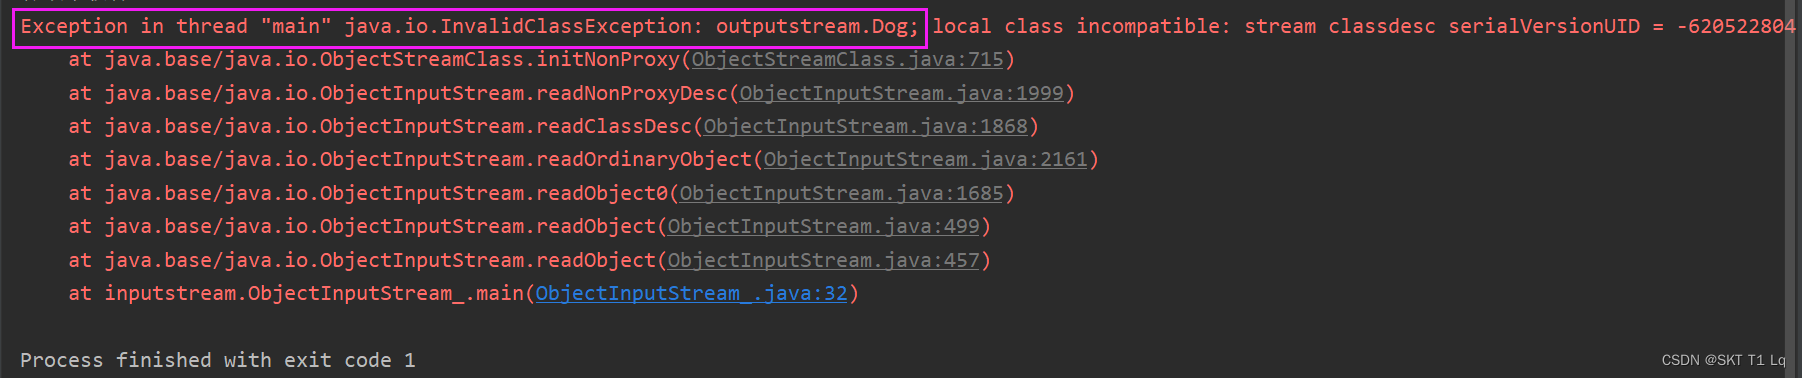 Exception in thread "main" java.io.InvalidClassException: outputstream.Dog; local class incompatible: stream classdesc serialVersionUID = -620522804
at java.base/java.io.ObjectStreamClass.initNonProxy(ObjectStreamClass.java:715)
at java.base/java.io.ObjectInputStream.readNonProxyDesc(ObjectInputStream.java:1999)
at java.base/java.io.ObjectInputStream.readClassDesc(ObjectInputStream.java:1868)
at java.base/java.io.ObjectInputStream.readOrdinaryObject(ObjectInputStream.java:2161)
at java.base/java.io.ObjectInputStream.readObject0(ObjectInputStream.java:1685)
at java.base/java.io.ObjectInputStream.readObject(ObjectInputStream.java:499)
at java.base/java.io.ObjectInputStream.readObject(ObjectInputStream.java:457)
at inputstream.ObjectInputStream_.main(ObjectInputStream_.java:32)
Process finished with exit code 1
CSDN @SKT T1 Lq